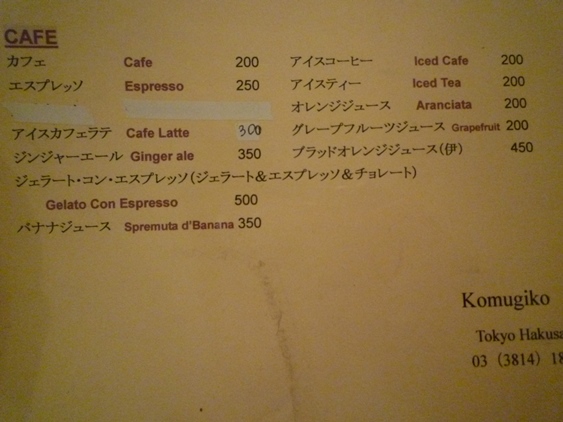 CAFE
カフェ Cafe 200
エスプレッソ Espresso 250
アイスカフェラテ Cafe Latte 300
ジンジャーエール Ginger ale 350
ジェラート・コン・エスプレッソ(ジェラート&エスプレッソ&チョレート)
Gelato Con Espresso 500
バナナジュース Spremuta d'Banana 350
アイスコーヒー Iced Cafe 200
アイスティー Iced Tea 200
オレンジジュース Aranciata 200
グレープフルーツジュース Grapefruit 200
ブラッドオレンジジュース(伊) 450
Komugiko
Tokyo Hakusa
03 (3814) 18